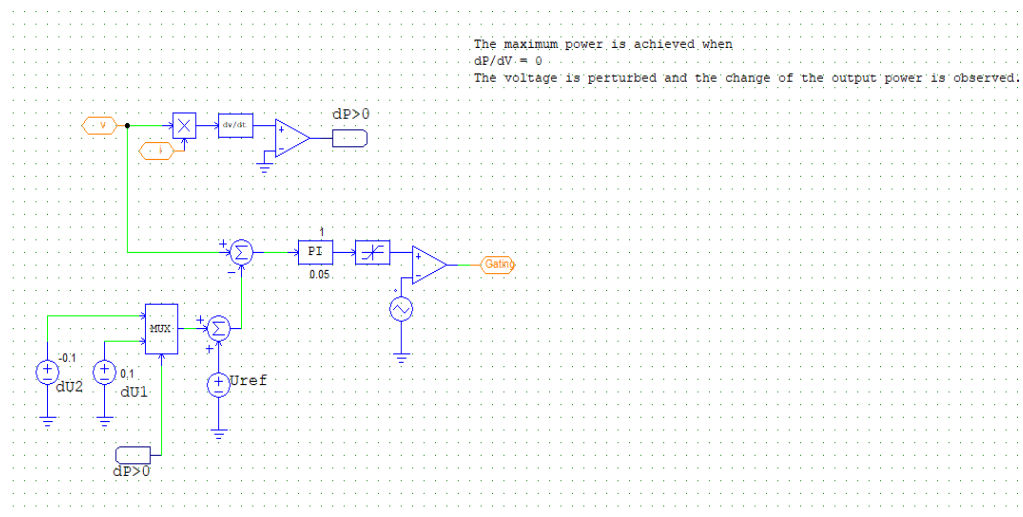 The maximum power is achieved when
dP/dV = 0
The voltage is perturbed and the change of the output power is observed.
dP>0
V
dv/dt
i
1
PI
0.05
Gating
MUX
-0.1
dU2
0.1
dU1
Uref
dP>0